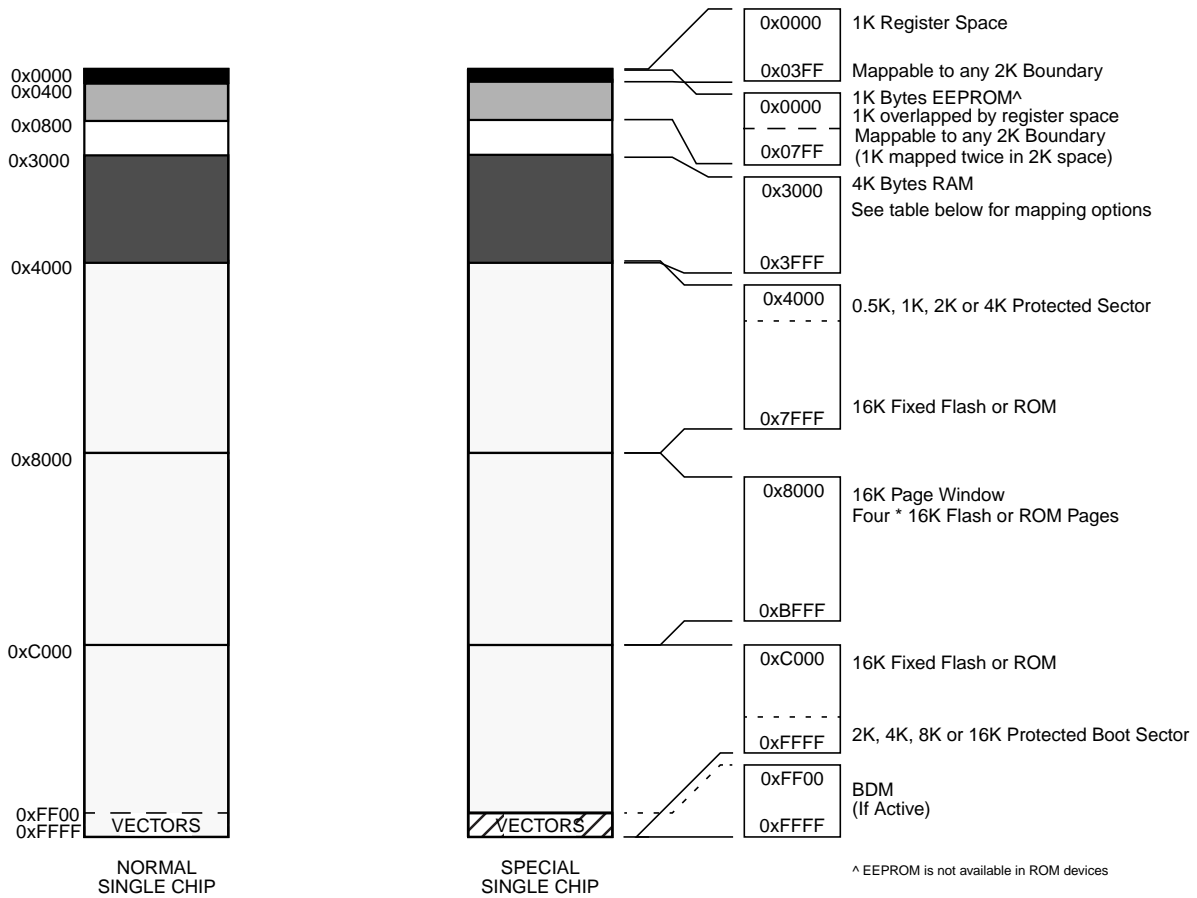 0x0000
0x0400
0x0800
0x3000
0x4000
0x8000
0xC000
0xFF00
0xFFFF
VECTORS
NORMAL
SINGLE CHIP
VECTORS
SPECIAL
SINGLE CHIP
0x0000
1K Register Space
0x03FF
Mappable to any 2K Boundary
0x0000
1K Bytes EEPROM^
1K overlapped by register space
Mappable to any 2K Boundary
0x07FF
(1K mapped twice in 2K space)
0x3000
4K Bytes RAM
See table below for mapping options
0x3FFF
0x4000
0.5K, 1K, 2K or 4K Protected Sector
16K Fixed Flash or ROM
0x7FFF
0x8000
16K Page Window
Four * 16K Flash or ROM Pages
0xBFFF
0xC000
16K Fixed Flash or ROM
2K, 4K, 8K or 16K Protected Boot Sector
0xFFFF
0xFF00
BDM
(If Active)
0xFFFF
^ EEPROM is not available in ROM devices